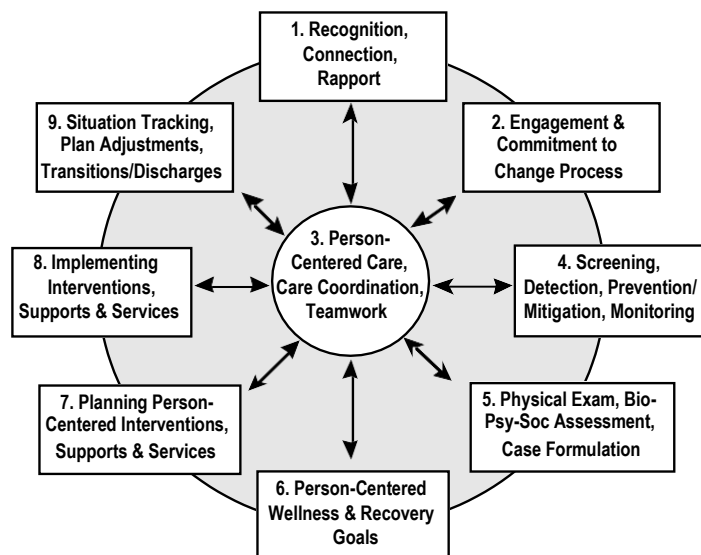 1. Recognition,
Connection,
Rapport
2. Engagement &
Commitment to
Change Process
3. Person-
Centered Care,
Care Coordination,
Teamwork
4. Screening,
Detection, Prevention/
Mitigation, Monitoring
5. Physical Exam, Bio-
Psy-Soc Assessment,
Case Formulation
6. Person-Centered
Wellness & Recovery
Goals
7. Planning Person-
Centered Interventions,
Supports & Services
8. Implementing
Interventions,
Supports & Services
9. Situation Tracking,
Plan Adjustments,
Transitions/Discharges